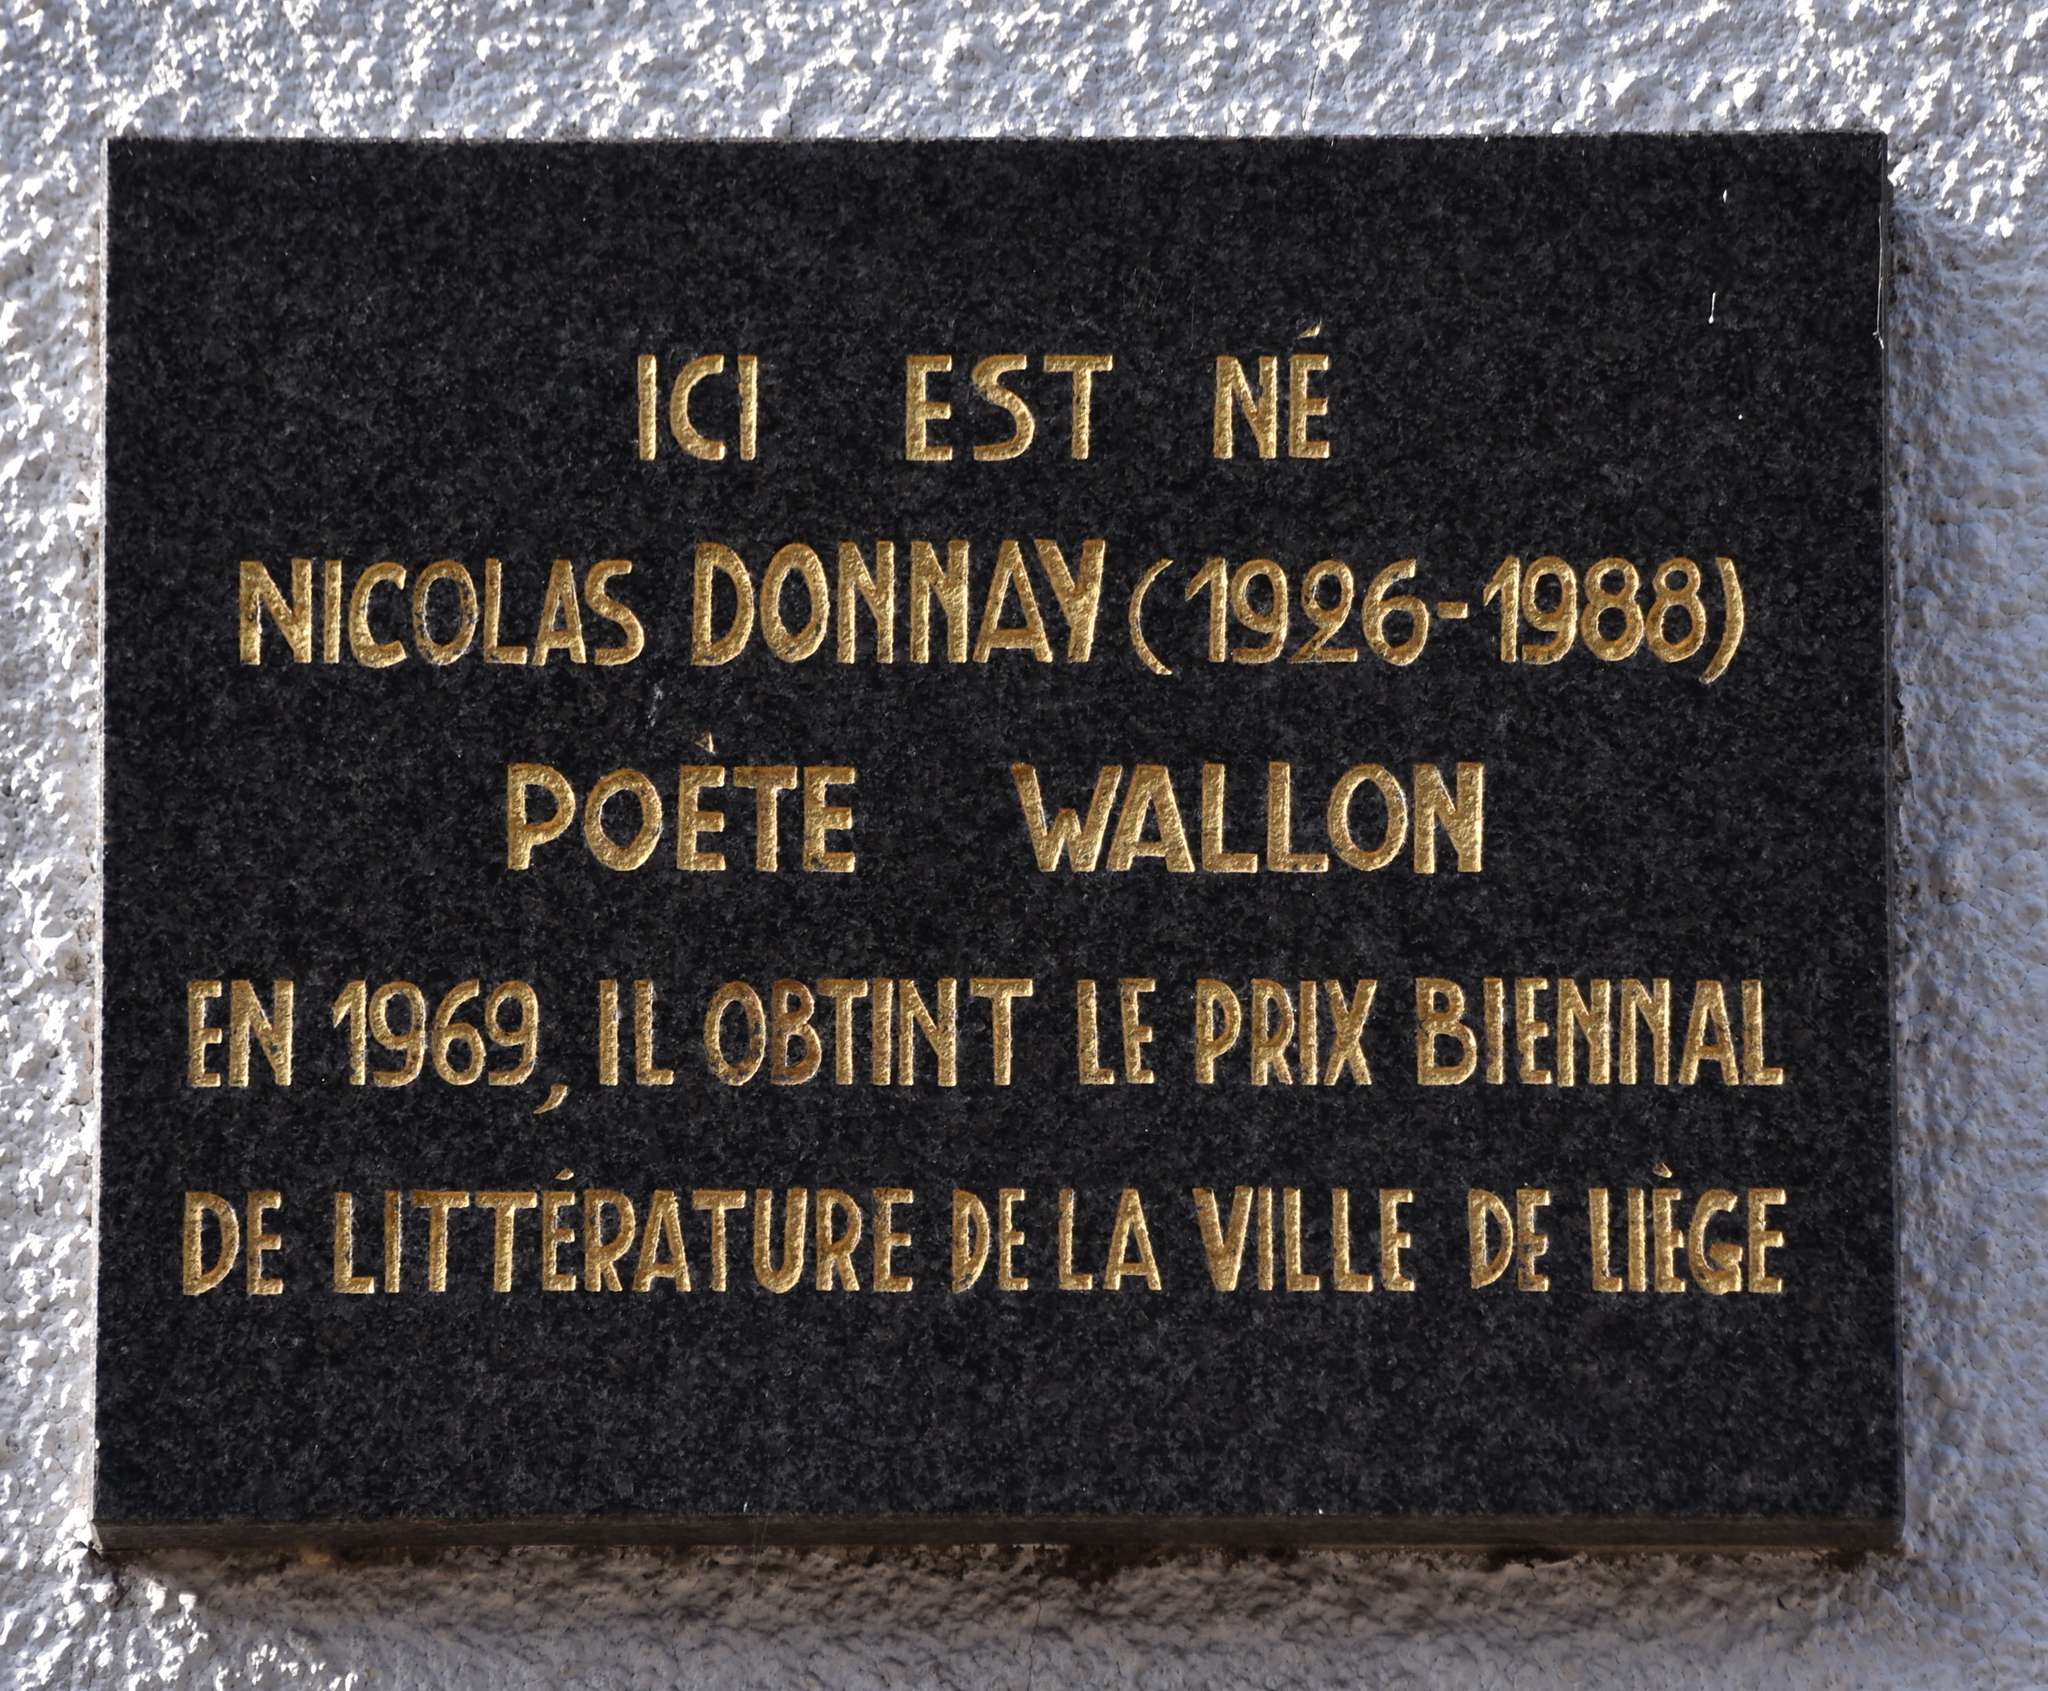 ICI EST NÉ
NICOLAS DONNAY (1926-1988)
POÈTE WALLON
EN 1969, IL OBTINT LE PRIX BIENNAL
DE LITTÉRATURE DE LA VILLE DE LIÈGE